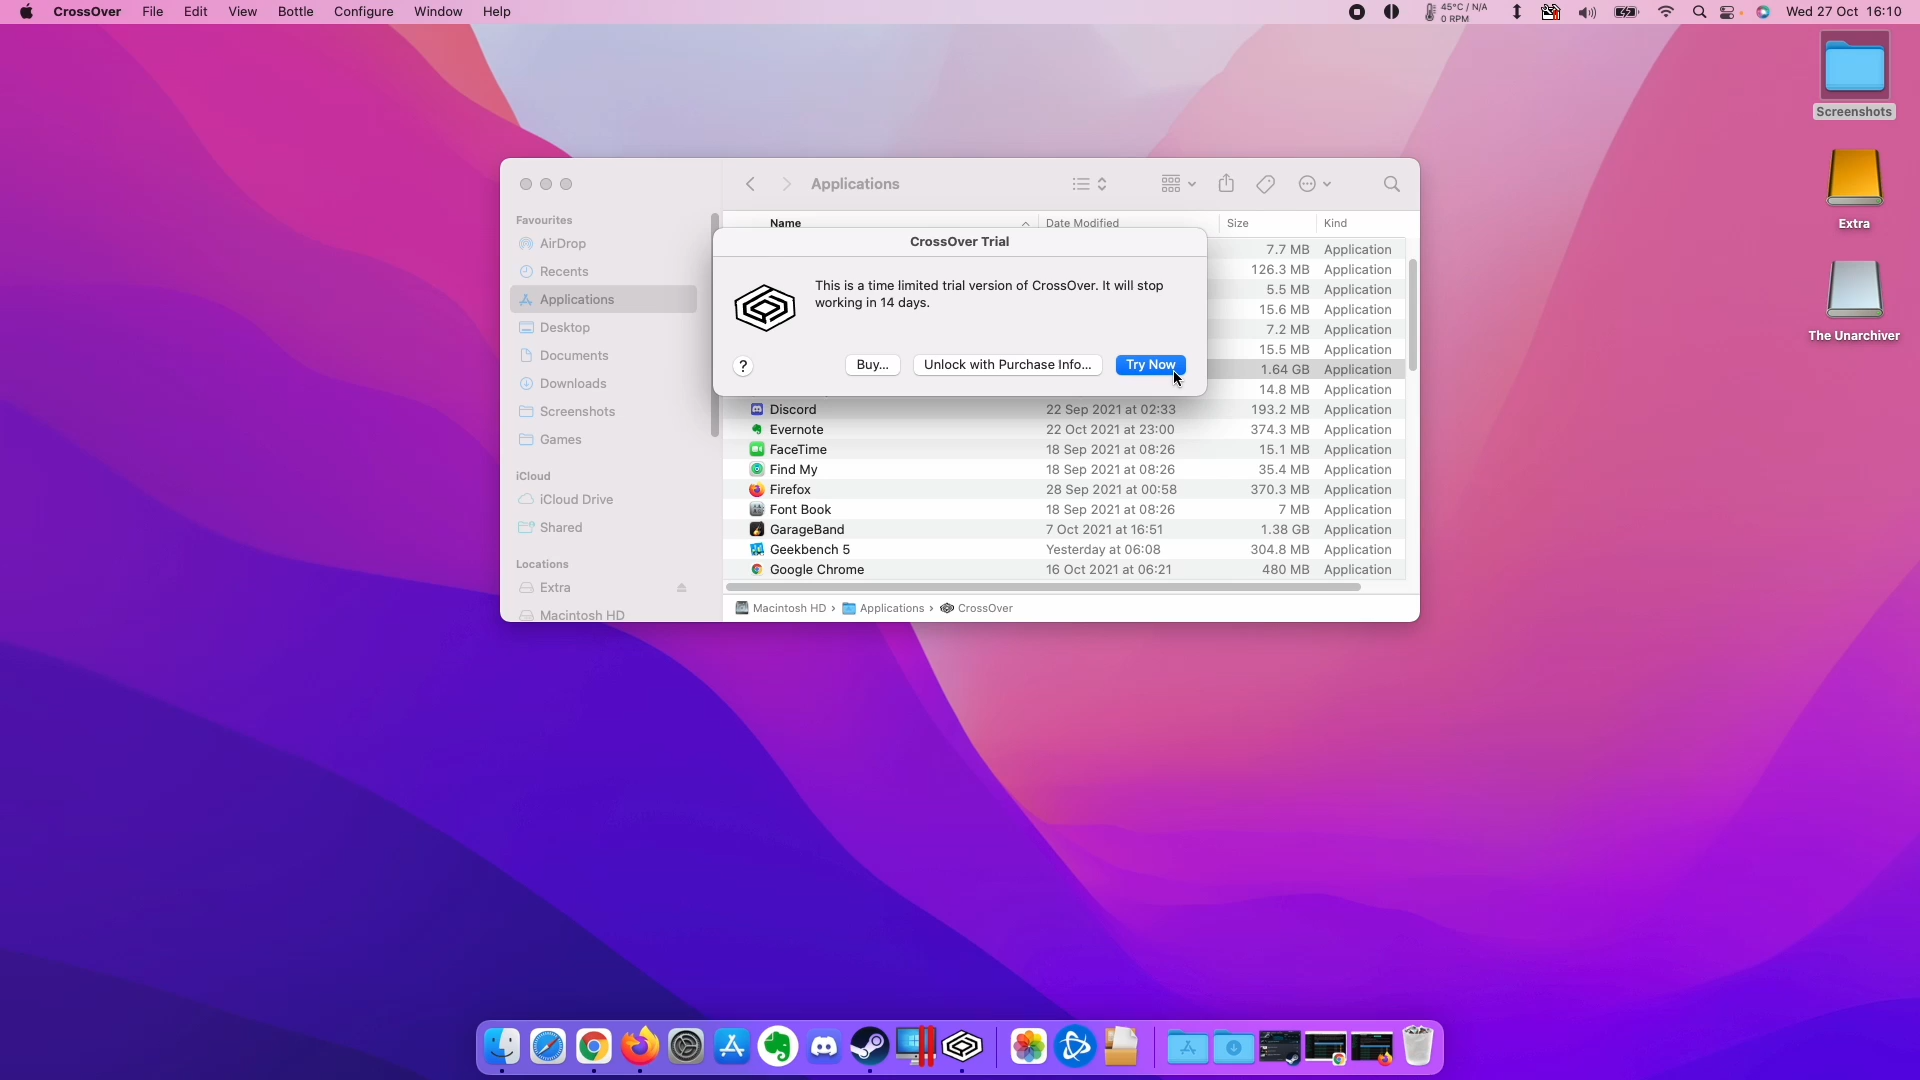 CrossOver File Edit View Bottle Configure Window Help
45°C / N/A
0 RPM
Wed 27 Oct 16:10
Screenshots
Extra
The Unarchiver
Applications
Favourites
AirDrop
Recents
Applications
Desktop
Documents
Downloads
Screenshots
Games
iCloud
iCloud Drive
Shared
Locations
Extra
Macintosh HD
Name Date Modified Size Kind
7.7 MB Application
126.3 MB Application
5.5 MB Application
15.6 MB Application
7.2 MB Application
15.5 MB Application
1.64 GB Application
14.8 MB Application
CrossOver Trial
This is a time limited trial version of CrossOver. It will stop
working in 14 days.
? Buy... Unlock with Purchase Info... Try Now
Discord 22 Sep 2021 at 02:33 193.2 MB Application
Evernote 22 Oct 2021 at 23:00 374.3 MB Application
FaceTime 18 Sep 2021 at 08:26 15.1 MB Application
Find My 18 Sep 2021 at 08:26 35.4 MB Application
Firefox 28 Sep 2021 at 00:58 370.3 MB Application
Font Book 18 Sep 2021 at 08:26 7 MB Application
GarageBand 7 Oct 2021 at 16:51 1.38 GB Application
Geekbench 5 Yesterday at 06:08 304.8 MB Application
Google Chrome 16 Oct 2021 at 06:21 480 MB Application
Macintosh HD › Applications › CrossOver